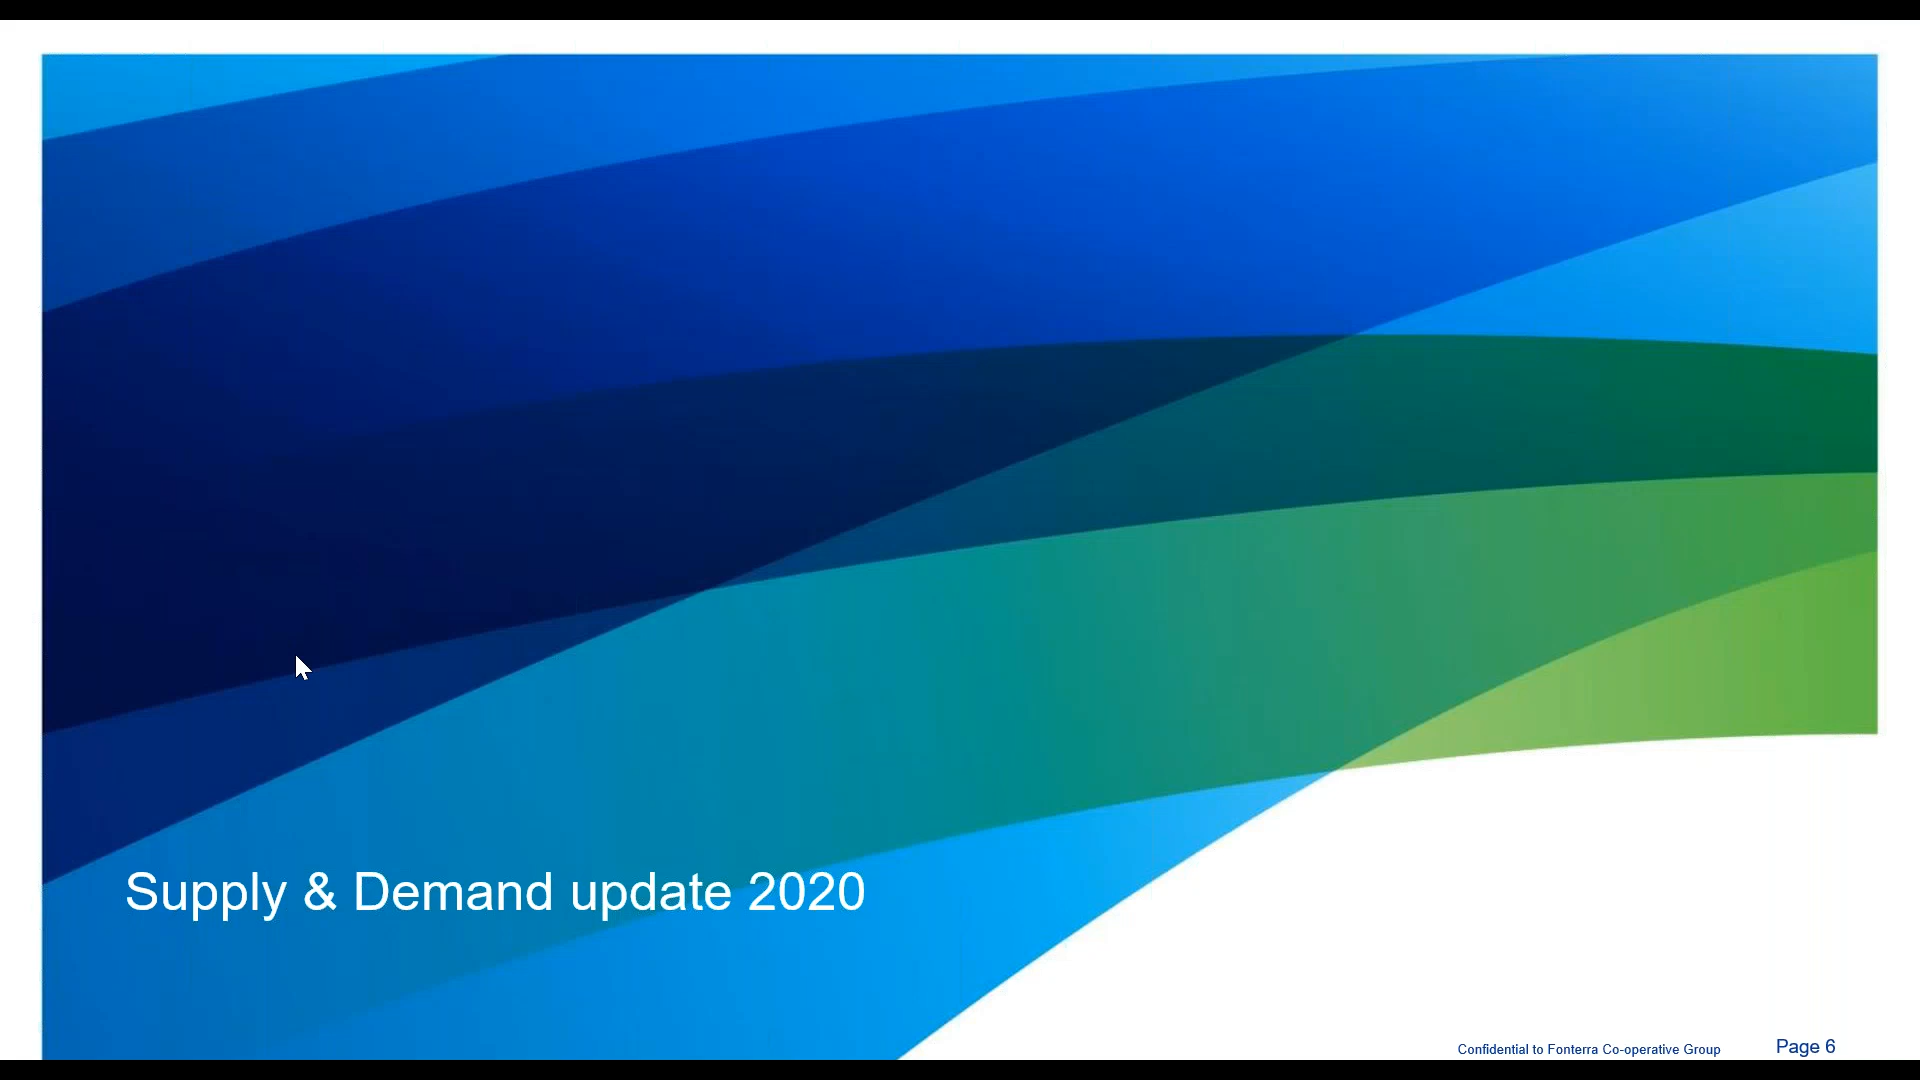 Supply & Demand update 2020
Confidential to Fonterra Co-operative Group
Page 6